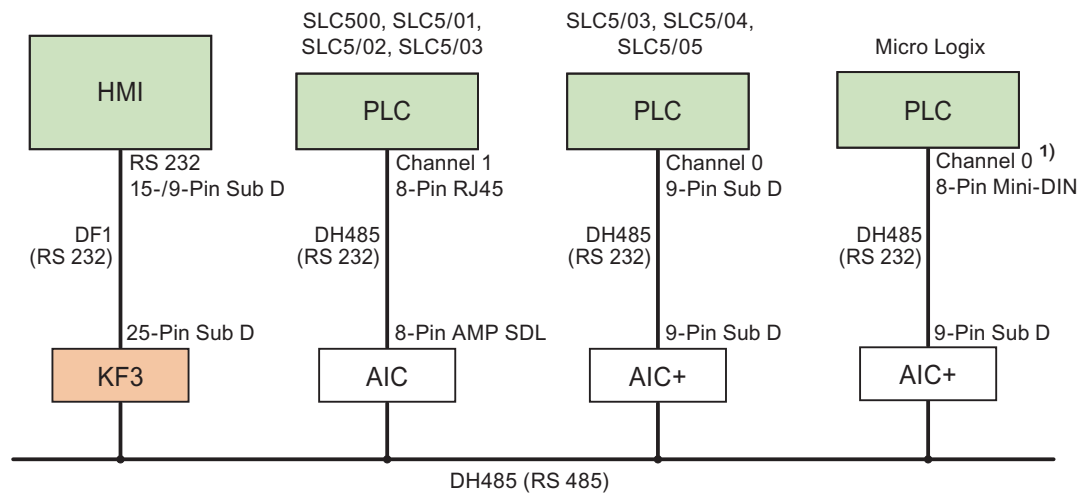 SLC500, SLC5/01,
SLC5/02, SLC5/03
SLC5/03, SLC5/04,
SLC5/05
Micro Logix
HMI
PLC
PLC
PLC
RS 232
15-/9-Pin Sub D
Channel 1
8-Pin RJ45
Channel 0
9-Pin Sub D
Channel 0 1)
8-Pin Mini-DIN
DF1
(RS 232)
DH485
(RS 232)
DH485
(RS 232)
DH485
(RS 232)
25-Pin Sub D
8-Pin AMP SDL
9-Pin Sub D
9-Pin Sub D
KF3
AIC
AIC+
AIC+
DH485 (RS 485)